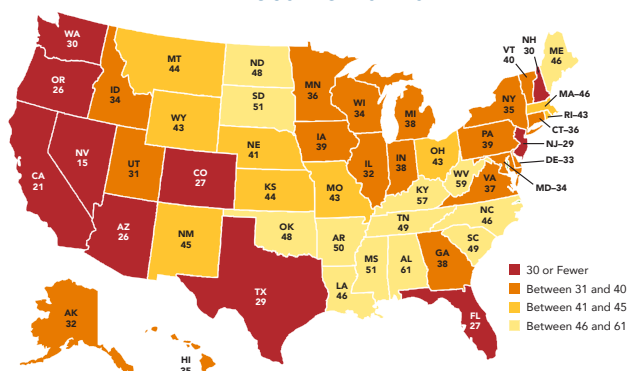 WA
30
OR
26
CA
21
NV
15
ID
34
MT
44
WY
43
UT
31
CO
27
AZ
26
NM
45
ND
48
SD
51
NE
41
KS
44
OK
48
TX
29
MN
36
IA
39
MO
43
AR
50
LA
46
WI
34
IL
32
MI
38
IN
38
OH
43
KY
57
TN
49
MS
51
AL
61
GA
38
FL
27
SC
49
NC
46
VA
37
WV
59
PA
39
NY
35
VT
40
NH
30
ME
46
MA–46
RI–43
CT–36
NJ–29
DE–33
MD–34
AK
32
HI
30 or Fewer
Between 31 and 40
Between 41 and 45
Between 46 and 61